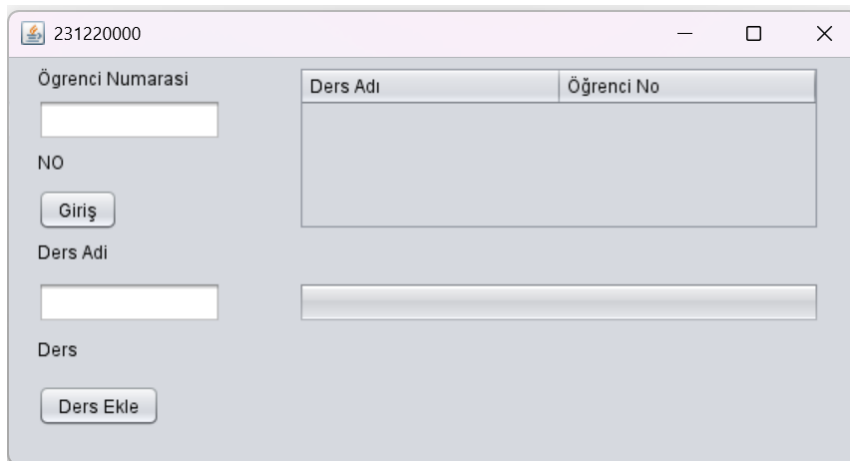 231220000
Ögrenci Numarasi
Ders Adı Öğrenci No
NO
Giriş
Ders Adi
Ders
Ders Ekle